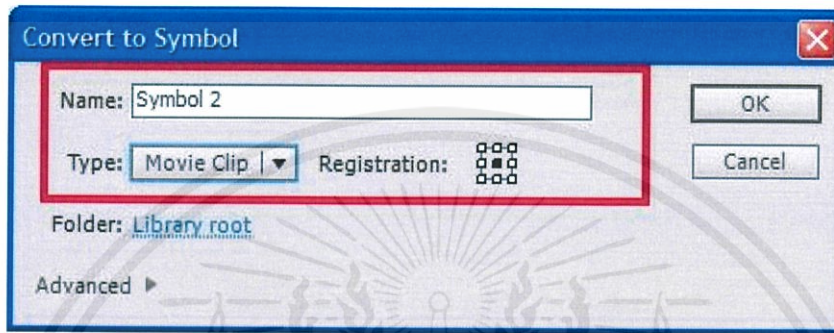 Convert to Symbol
Name: Symbol 2
OK
Type: Movie Clip Registration:
Cancel
Folder: Library root
Advanced